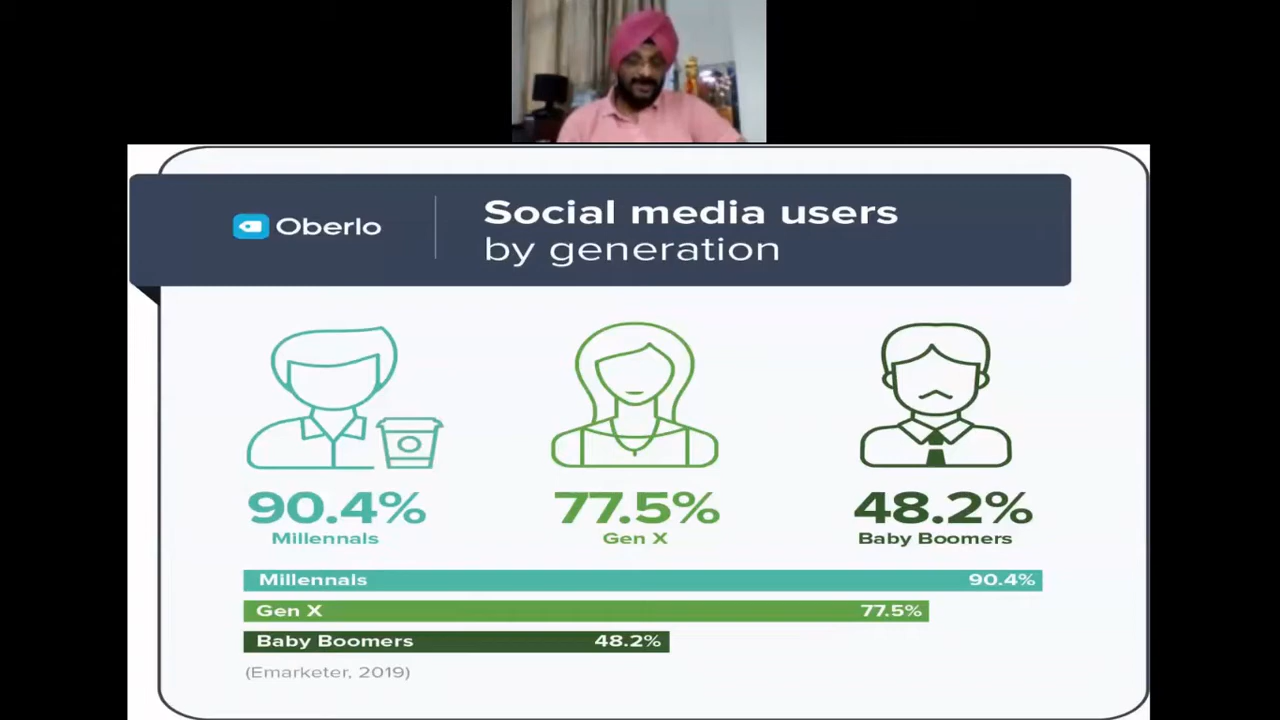 Oberlo
Social media users
by generation
90.4%
Millennals
77.5%
Gen X
48.2%
Baby Boomers
Millennals 90.4%
Gen X 77.5%
Baby Boomers 48.2%
(Emarketer, 2019)